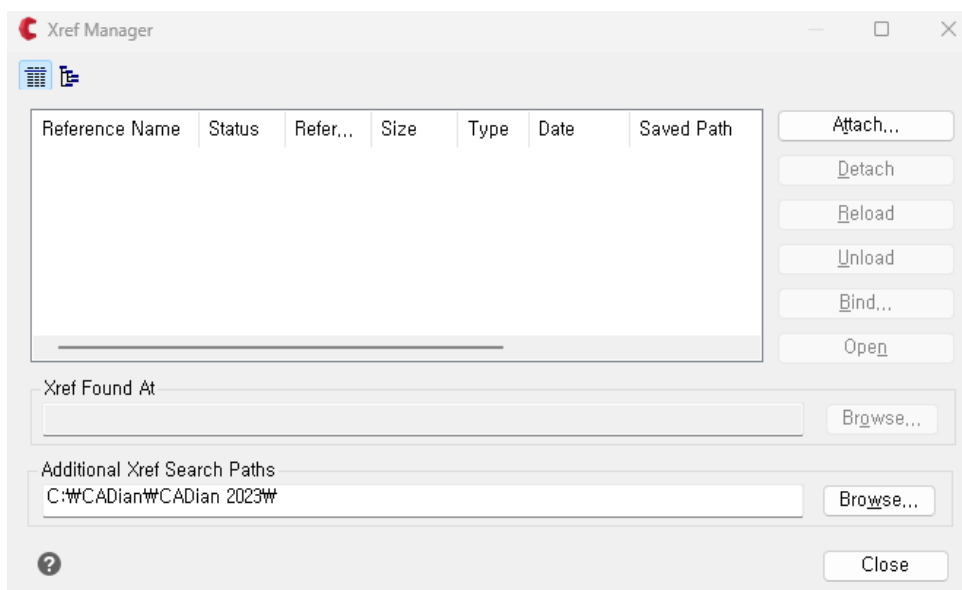 Xref Manager
Reference Name Status Refer... Size Type Date Saved Path
Attach...
Detach
Reload
Unload
Bind...
Open
Xref Found At
Browse...
Additional Xref Search Paths
C:₩CADian₩CADian 2023₩
Browse...
?
Close